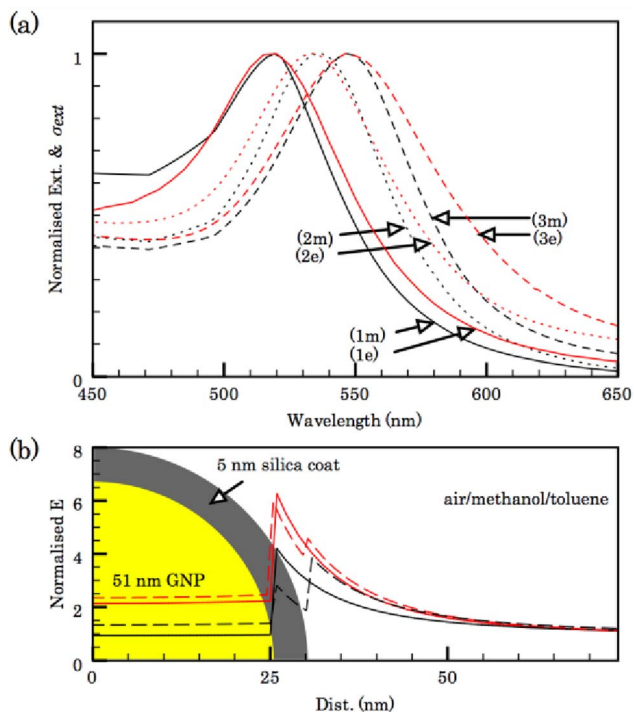 (a)
Normalised Ext. & σext
1
0
(2m)
(2e)
(3m)
(3e)
(1m)
(1e)
450 500 550 600 650
Wavelength (nm)
(b)
Normalised E
8
6
4
2
0
5 nm silica coat
air/methanol/toluene
51 nm GNP
0 25 50
Dist. (nm)